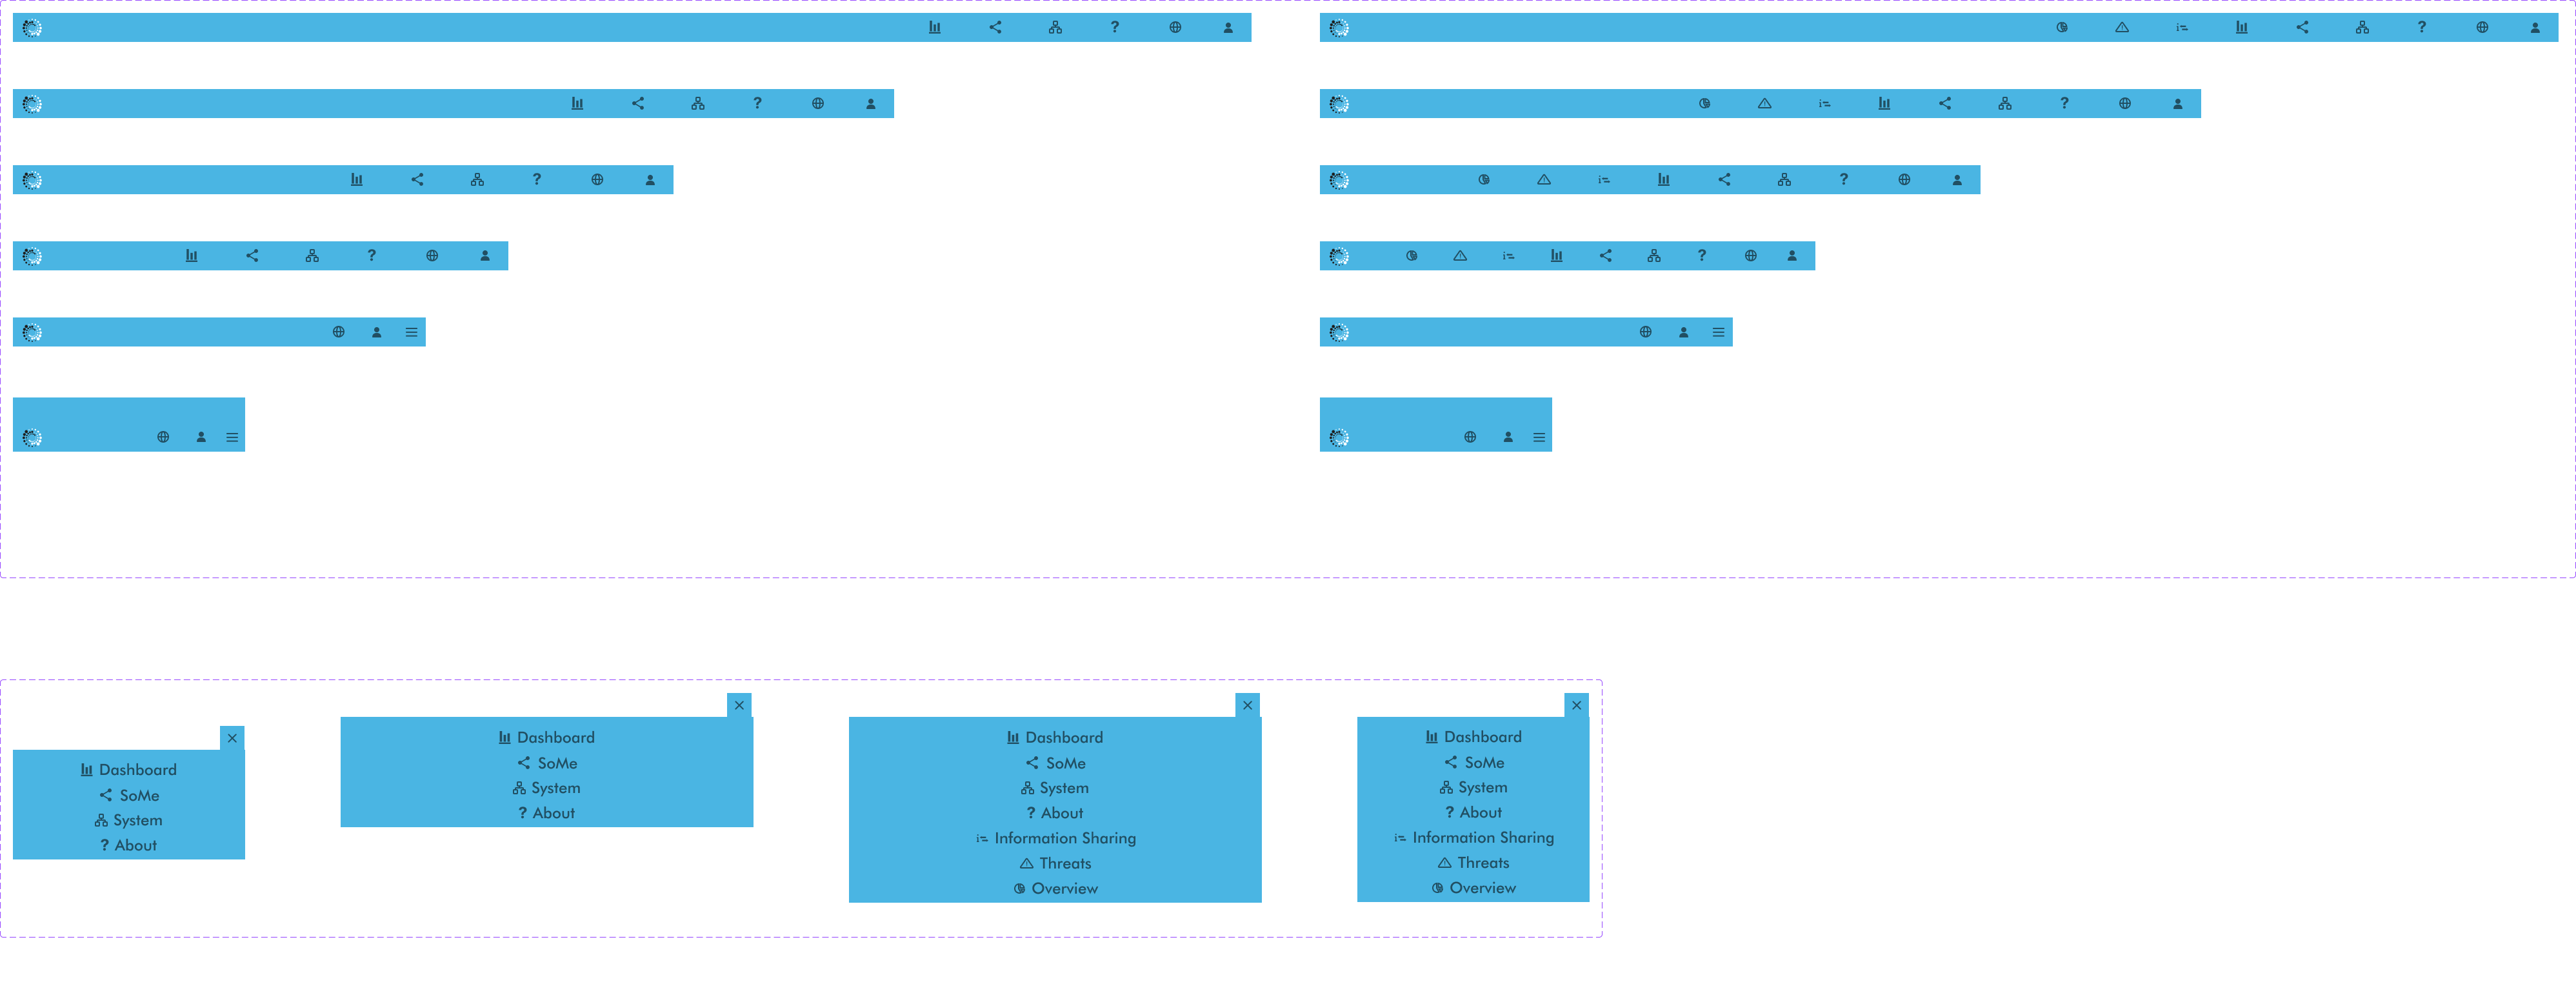 Dashboard
SoMe
System
? About
Dashboard
SoMe
System
? About
Dashboard
SoMe
System
? About
Information Sharing
Threats
Overview
Dashboard
SoMe
System
? About
Information Sharing
Threats
Overview